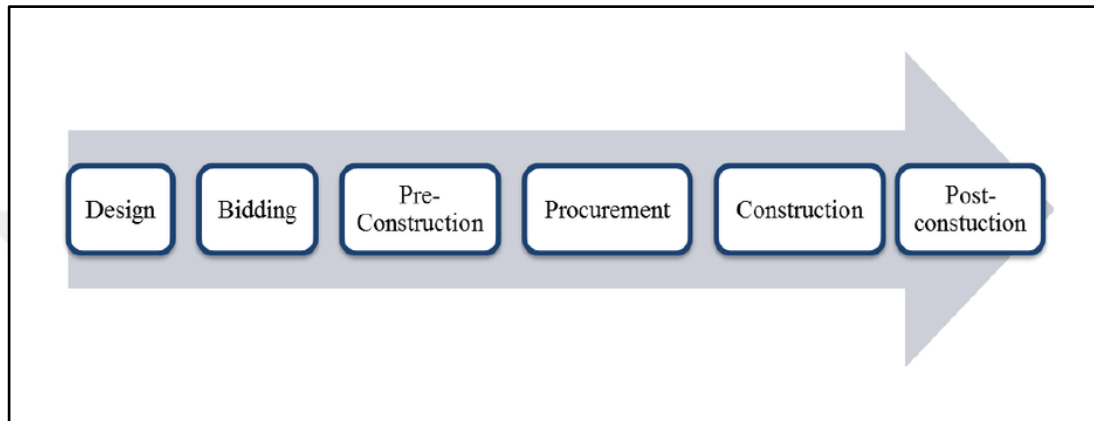 Design
Bidding
Pre-
Construction
Procurement
Construction
Post-
constuction